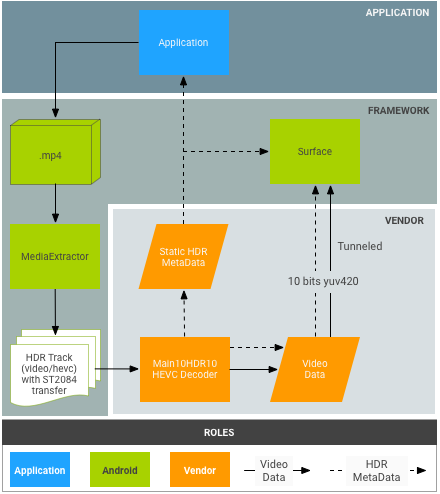 APPLICATION
Application
FRAMEWORK
.mp4
Surface
VENDOR
MediaExtractor
Static HDR
MetaData
Tunneled
10 bits yuv420
HDR Track
(video/hevc)
with ST2084
transfer
Main10HDR10
HEVC Decoder
Video
Data
ROLES
Application
Android
Vendor
Video
Data
HDR
MetaData